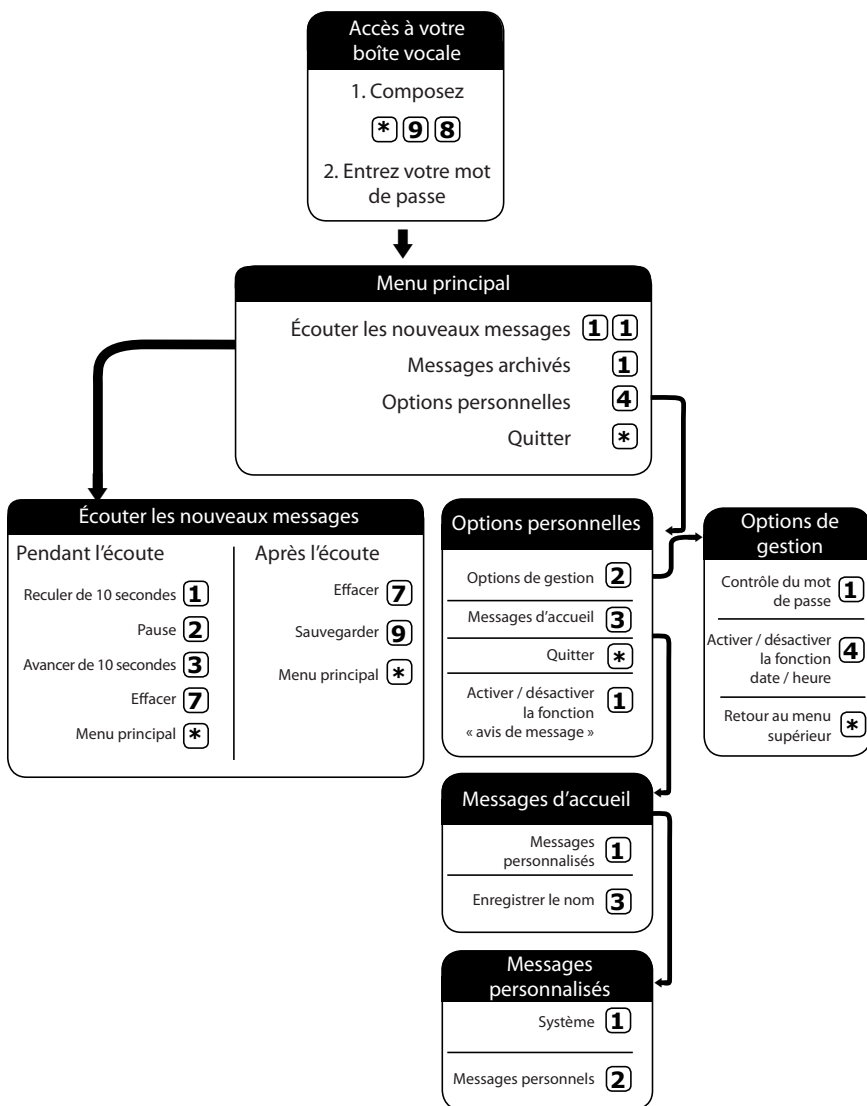 Accès à votre
boîte vocale
1. Composez
* 9 8
2. Entrez votre mot
de passe
Menu principal
Écouter les nouveaux messages 1 1
Messages archivés 1
Options personnelles 4
Quitter *
Écouter les nouveaux messages
Pendant l'écoute
Reculer de 10 secondes 1
Pause 2
Avancer de 10 secondes 3
Effacer 7
Menu principal *
Après l'écoute
Effacer 7
Sauvegarder 9
Menu principal *
Options personnelles
Options de gestion 2
Messages d'accueil 3
Quitter *
Activer / désactiver
la fonction 1
« avis de message »
Options de
gestion
Contrôle du mot
de passe 1
Activer / désactiver
la fonction 4
date / heure
Retour au menu
supérieur *
Messages d'accueil
Messages
personnalisés 1
Enregistrer le nom 3
Messages
personnalisés
Système 1
Messages personnels 2